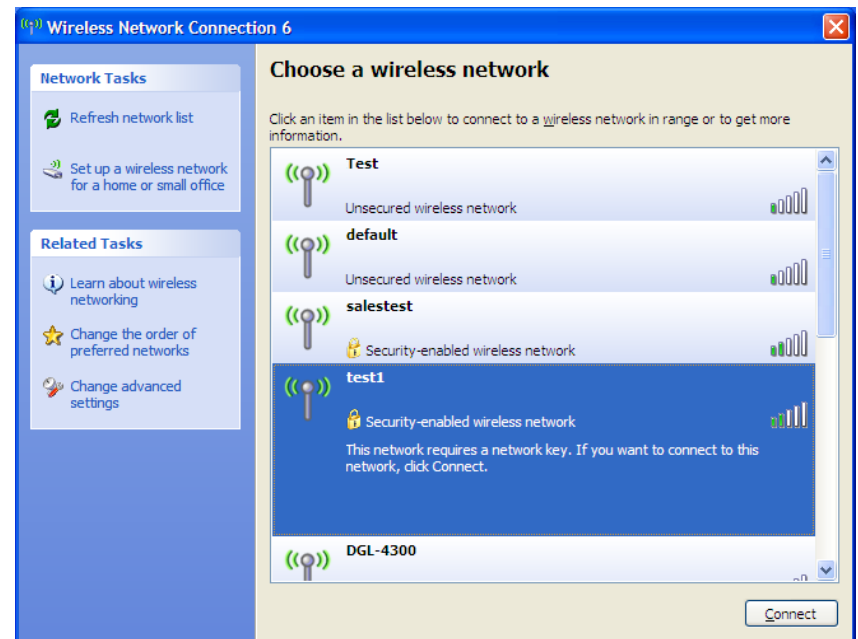 Wireless Network Connection 6
Network Tasks
Refresh network list
Set up a wireless network
for a home or small office
Related Tasks
Learn about wireless
networking
Change the order of
preferred networks
Change advanced
settings
Choose a wireless network
Click an item in the list below to connect to a wireless network in range or to get more
information.
Test
Unsecured wireless network
default
Unsecured wireless network
salestest
Security-enabled wireless network
test1
Security-enabled wireless network
This network requires a network key. If you want to connect to this
network, click Connect.
DGL-4300
Connect